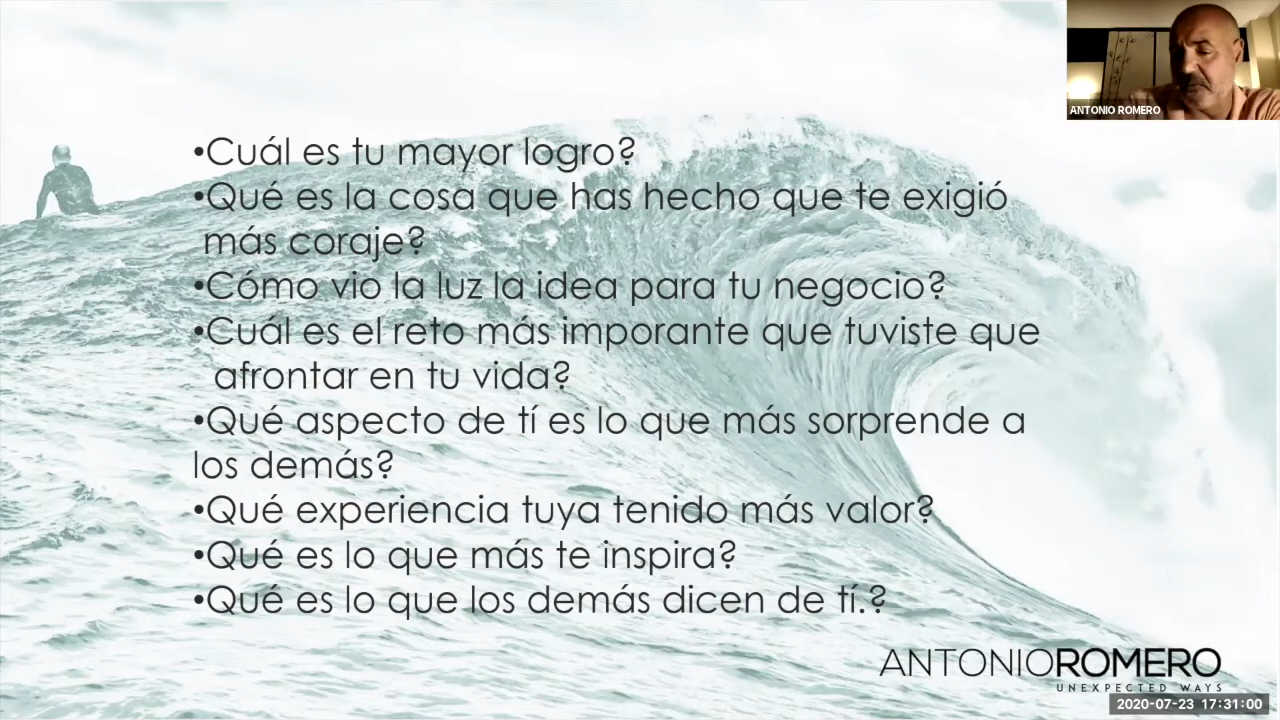 ANTONIO ROMERO
•Cuál es tu mayor logro?
•Qué es la cosa que has hecho que te exigió
más coraje?
•Cómo vio la luz la idea para tu negocio?
•Cuál es el reto más imporante que tuviste que
afrontar en tu vida?
•Qué aspecto de tí es lo que más sorprende a
los demás?
•Qué experiencia tuya tenido más valor?
•Qué es lo que más te inspira?
•Qué es lo que los demás dicen de tí.?
ANTONIOROMERO
UNEXPECTED WAYS
2020-07-23 17:31:00